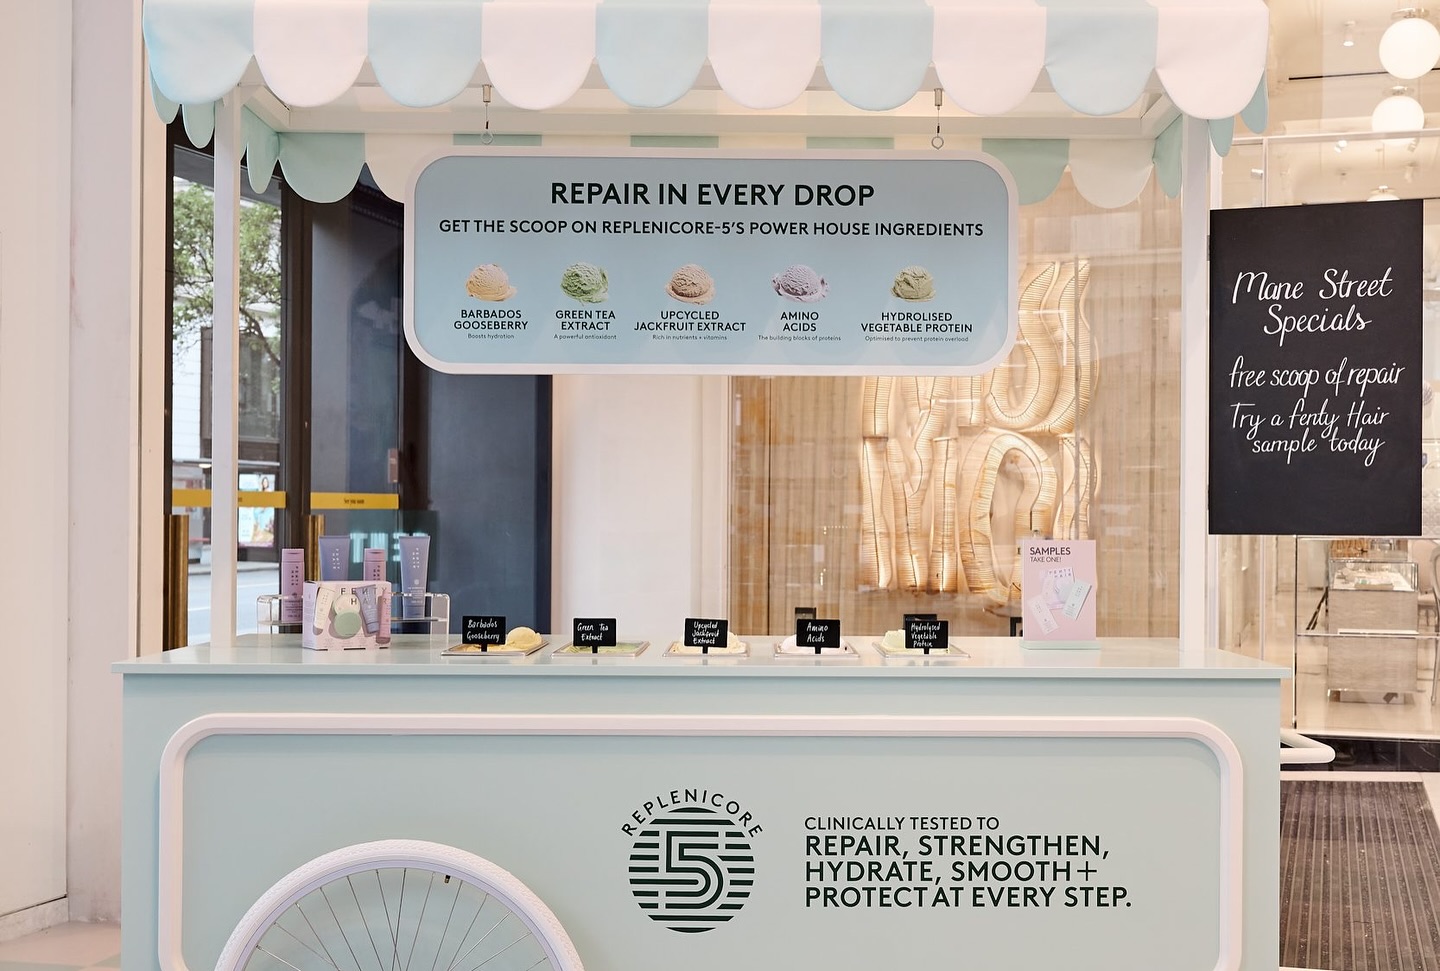 REPAIR IN EVERY DROP
GET THE SCOOP ON REPLENICORE-5'S POWER HOUSE INGREDIENTS
BARBADOS
GOOSEBERRY
Boosts hydration
GREEN TEA
EXTRACT
A powerful antioxidant
UPCYCLED
JACKFRUIT EXTRACT
Rich in nutrients + vitamins
AMINO
ACIDS
The building blocks of proteins
HYDROLISED
VEGETABLE PROTEIN
Optimised to prevent protein overload
Mane Street
Specials
free scoop of repair
Try a fenty Hair
sample today
SAMPLES
TAKE ONE!
Barbados
Gooseberry
Green Tea
Extract
Upcycled
Jackfruit
Extract
Amino
Acids
Hydrolised
Vegetable
Protein
REPLENICORE
5
CLINICALLY TESTED TO
REPAIR, STRENGTHEN,
HYDRATE, SMOOTH+
PROTECT AT EVERY STEP.